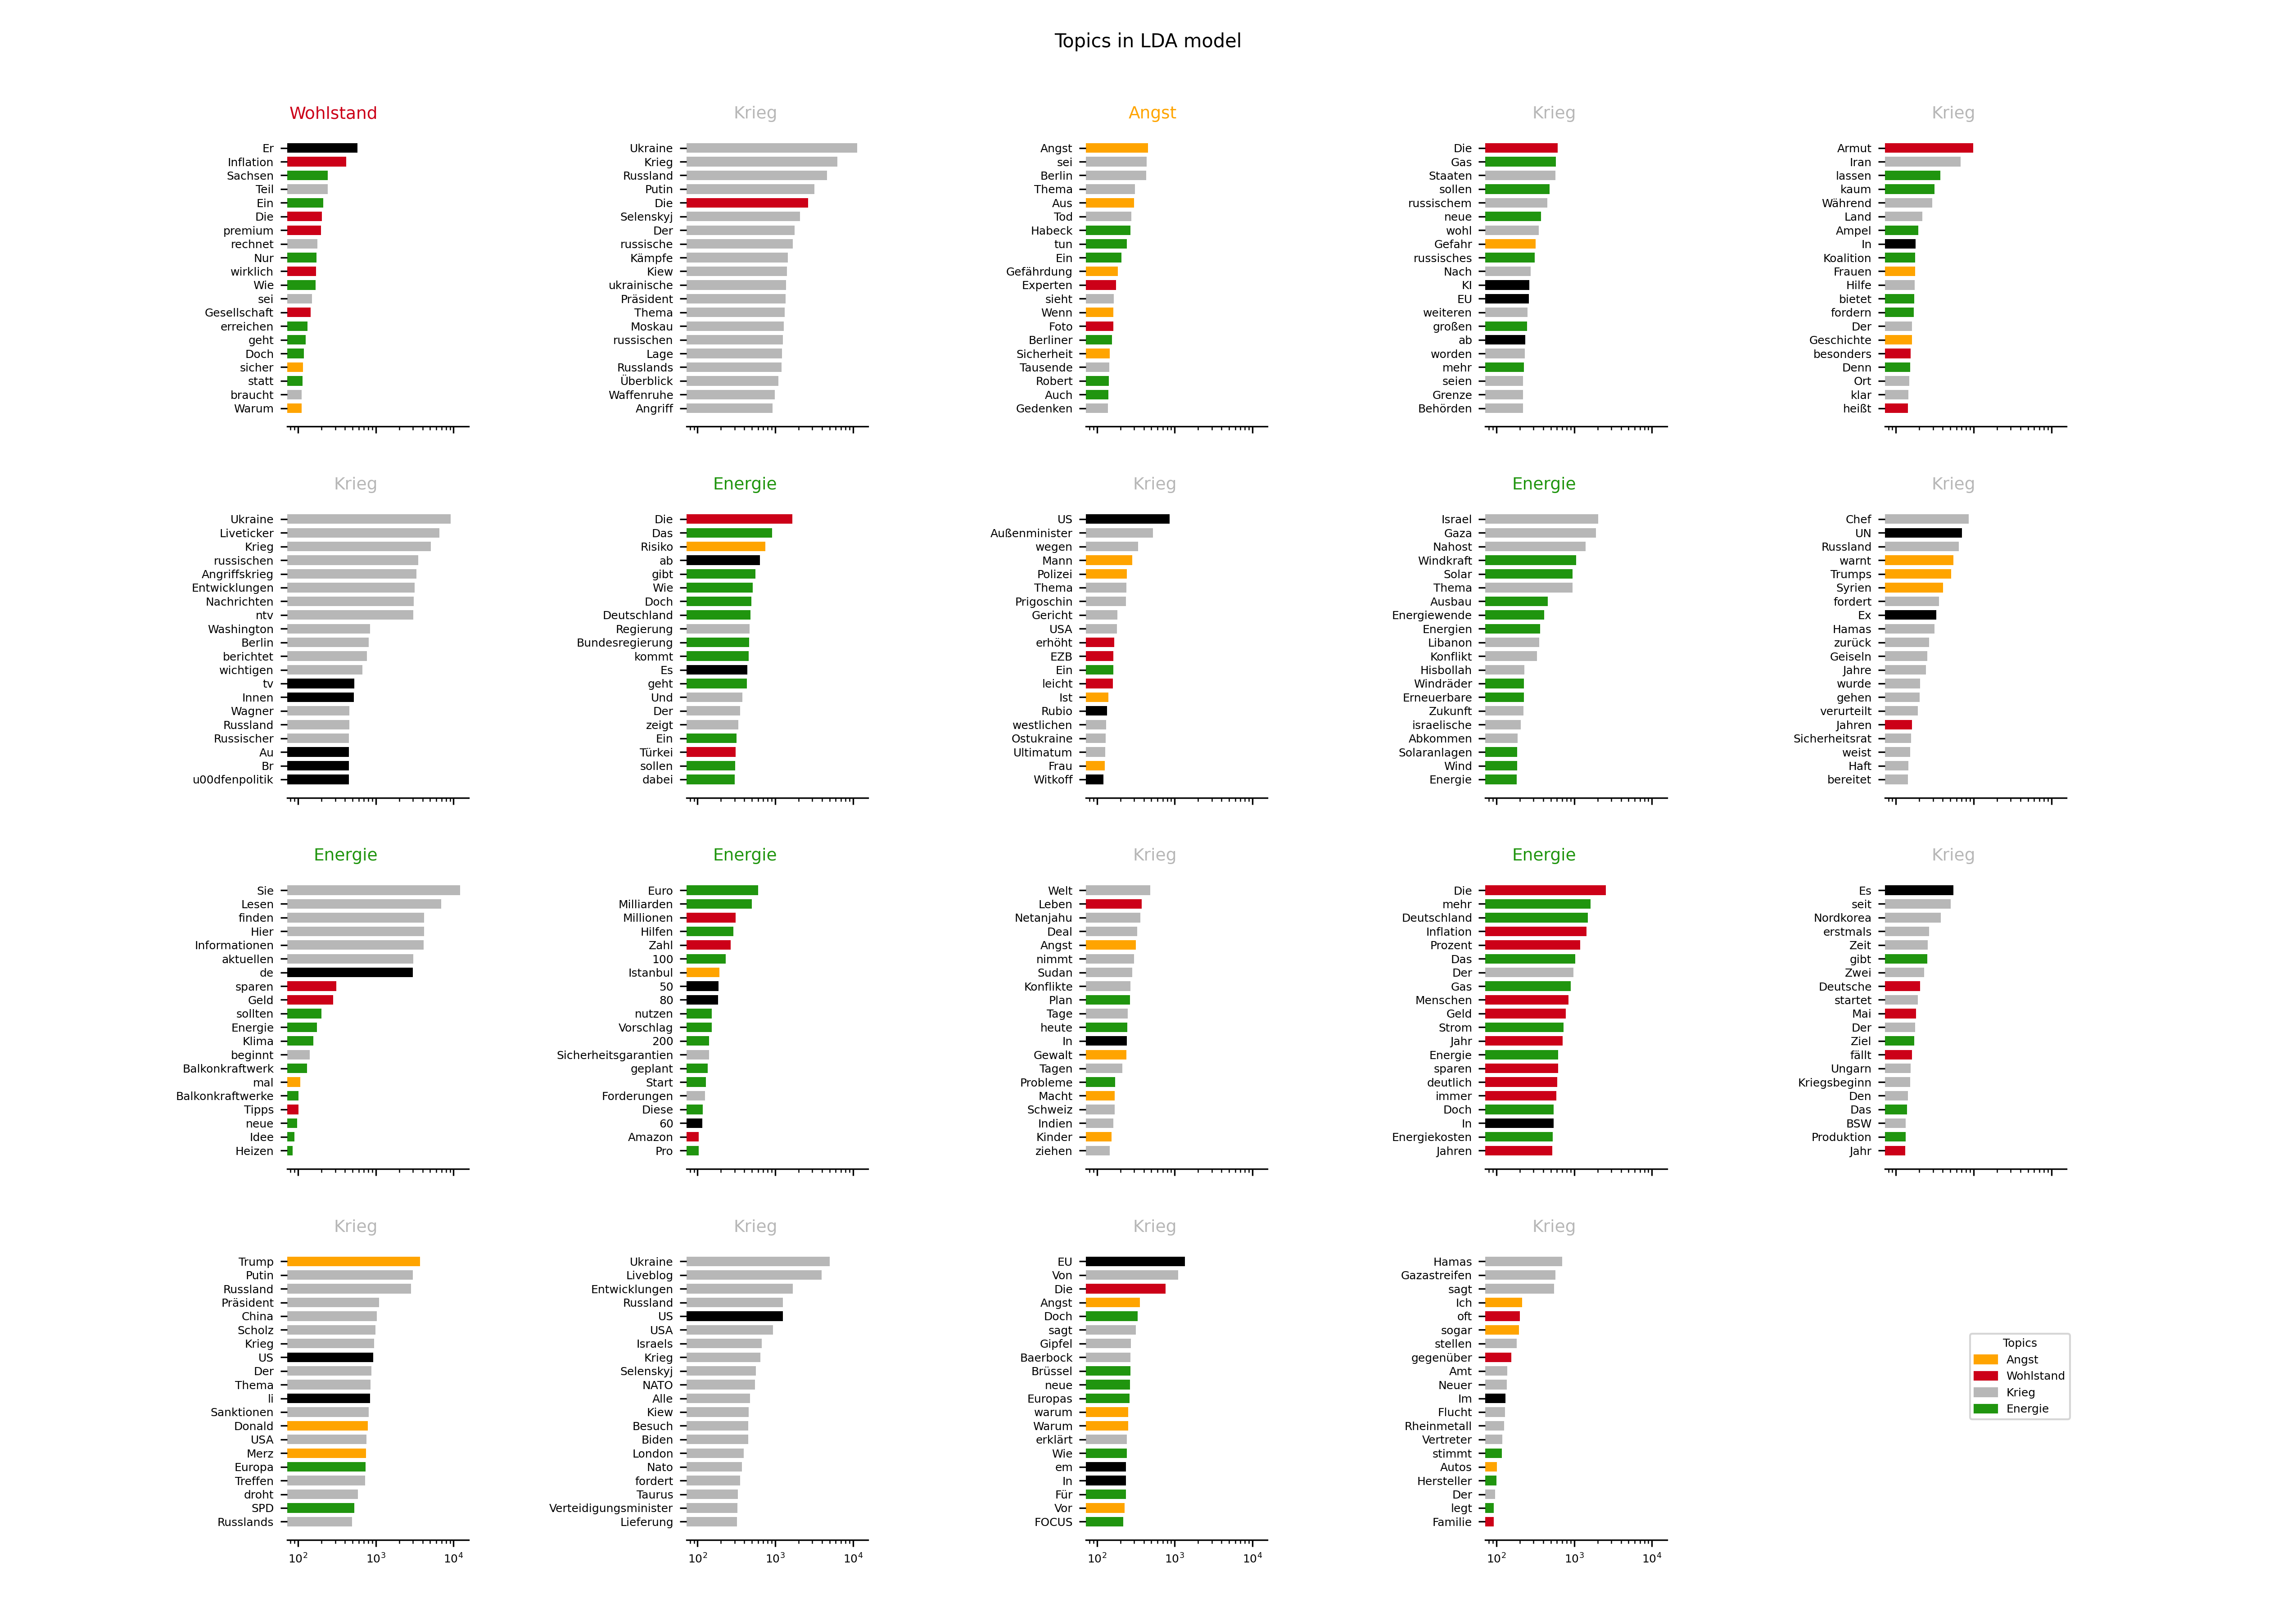 Topics in LDA model
Wohlstand
Er
Inflation
Sachsen
Teil
Ein
Die
premium
rechnet
Nur
wirklich
Wie
sei
Gesellschaft
erreichen
geht
Doch
sicher
statt
braucht
Warum
Krieg
Ukraine
Krieg
Russland
Putin
Die
Selenskyj
Der
russische
Kämpfe
Kiew
ukrainische
Präsident
Thema
Moskau
russischen
Lage
Russlands
Überblick
Waffenruhe
Angriff
Angst
Angst
sei
Berlin
Thema
Aus
Tod
Habeck
tun
Ein
Gefährdung
Experten
sieht
Wenn
Foto
Berliner
Sicherheit
Tausende
Robert
Auch
Gedenken
Krieg
Die
Gas
Staaten
sollen
russischem
neue
wohl
Gefahr
russisches
Nach
KI
EU
weiteren
großen
ab
worden
mehr
seien
Grenze
Behörden
Krieg
Armut
Iran
lassen
kaum
Während
Land
Ampel
In
Koalition
Frauen
Hilfe
bietet
fordern
Der
Geschichte
besonders
Denn
Ort
klar
heißt
Krieg
Ukraine
Liveticker
Krieg
russischen
Angriffskrieg
Entwicklungen
Nachrichten
ntv
Washington
Berlin
berichtet
wichtigen
tv
Innen
Wagner
Russland
Russischer
Au
Br
u00dfenpolitik
Energie
Die
Das
Risiko
ab
gibt
Wie
Doch
Deutschland
Regierung
Bundesregierung
kommt
Es
geht
Und
Der
zeigt
Ein
Türkei
sollen
dabei
Krieg
US
Außenminister
wegen
Mann
Polizei
Thema
Prigoschin
Gericht
USA
erhöht
EZB
Ein
leicht
Ist
Rubio
westlichen
Ostukraine
Ultimatum
Frau
Witkoff
Energie
Israel
Gaza
Nahost
Windkraft
Solar
Thema
Ausbau
Energiewende
Energien
Libanon
Konflikt
Hisbollah
Windräder
Erneuerbare
Zukunft
israelische
Abkommen
Solaranlagen
Wind
Energie
Krieg
Chef
UN
Russland
warnt
Trumps
Syrien
fordert
Ex
Hamas
zurück
Geiseln
Jahre
wurde
gehen
verurteilt
Jahren
Sicherheitsrat
weist
Haft
bereitet
Energie
Sie
Lesen
finden
Hier
Informationen
aktuellen
de
sparen
Geld
sollten
Energie
Klima
beginnt
Balkonkraftwerk
mal
Balkonkraftwerke
Tipps
neue
Idee
Heizen
Energie
Euro
Milliarden
Millionen
Hilfen
Zahl
100
Istanbul
50
80
nutzen
Vorschlag
200
Sicherheitsgarantien
geplant
Start
Forderungen
Diese
60
Amazon
Pro
Krieg
Welt
Leben
Netanjahu
Deal
Angst
nimmt
Sudan
Konflikte
Plan
Tage
heute
In
Gewalt
Tagen
Probleme
Macht
Schweiz
Indien
Kinder
ziehen
Energie
Die
mehr
Deutschland
Inflation
Prozent
Das
Der
Gas
Menschen
Geld
Strom
Jahr
Energie
sparen
deutlich
immer
Doch
In
Energiekosten
Jahren
Krieg
Es
seit
Nordkorea
erstmals
Zeit
gibt
Zwei
Deutsche
startet
Mai
Der
Ziel
fällt
Ungarn
Kriegsbeginn
Den
Das
BSW
Produktion
Jahr
Krieg
Trump
Putin
Russland
Präsident
China
Scholz
Krieg
US
Der
Thema
li
Sanktionen
Donald
USA
Merz
Europa
Treffen
droht
SPD
Russlands
10² 10³ 10⁴
Krieg
Ukraine
Liveblog
Entwicklungen
Russland
US
USA
Israels
Krieg
Selenskyj
NATO
Alle
Kiew
Besuch
Biden
London
Nato
fordert
Taurus
Verteidigungsminister
Lieferung
10² 10³ 10⁴
Krieg
EU
Von
Die
Angst
Doch
sagt
Gipfel
Baerbock
Brüssel
neue
Europas
warum
Warum
erklärt
Wie
em
In
Für
Vor
FOCUS
10² 10³ 10⁴
Krieg
Hamas
Gazastreifen
sagt
Ich
oft
sogar
stellen
gegenüber
Amt
Neuer
Im
Flucht
Rheinmetall
Vertreter
stimmt
Autos
Hersteller
Der
legt
Familie
10² 10³ 10⁴
Topics
Angst
Wohlstand
Krieg
Energie